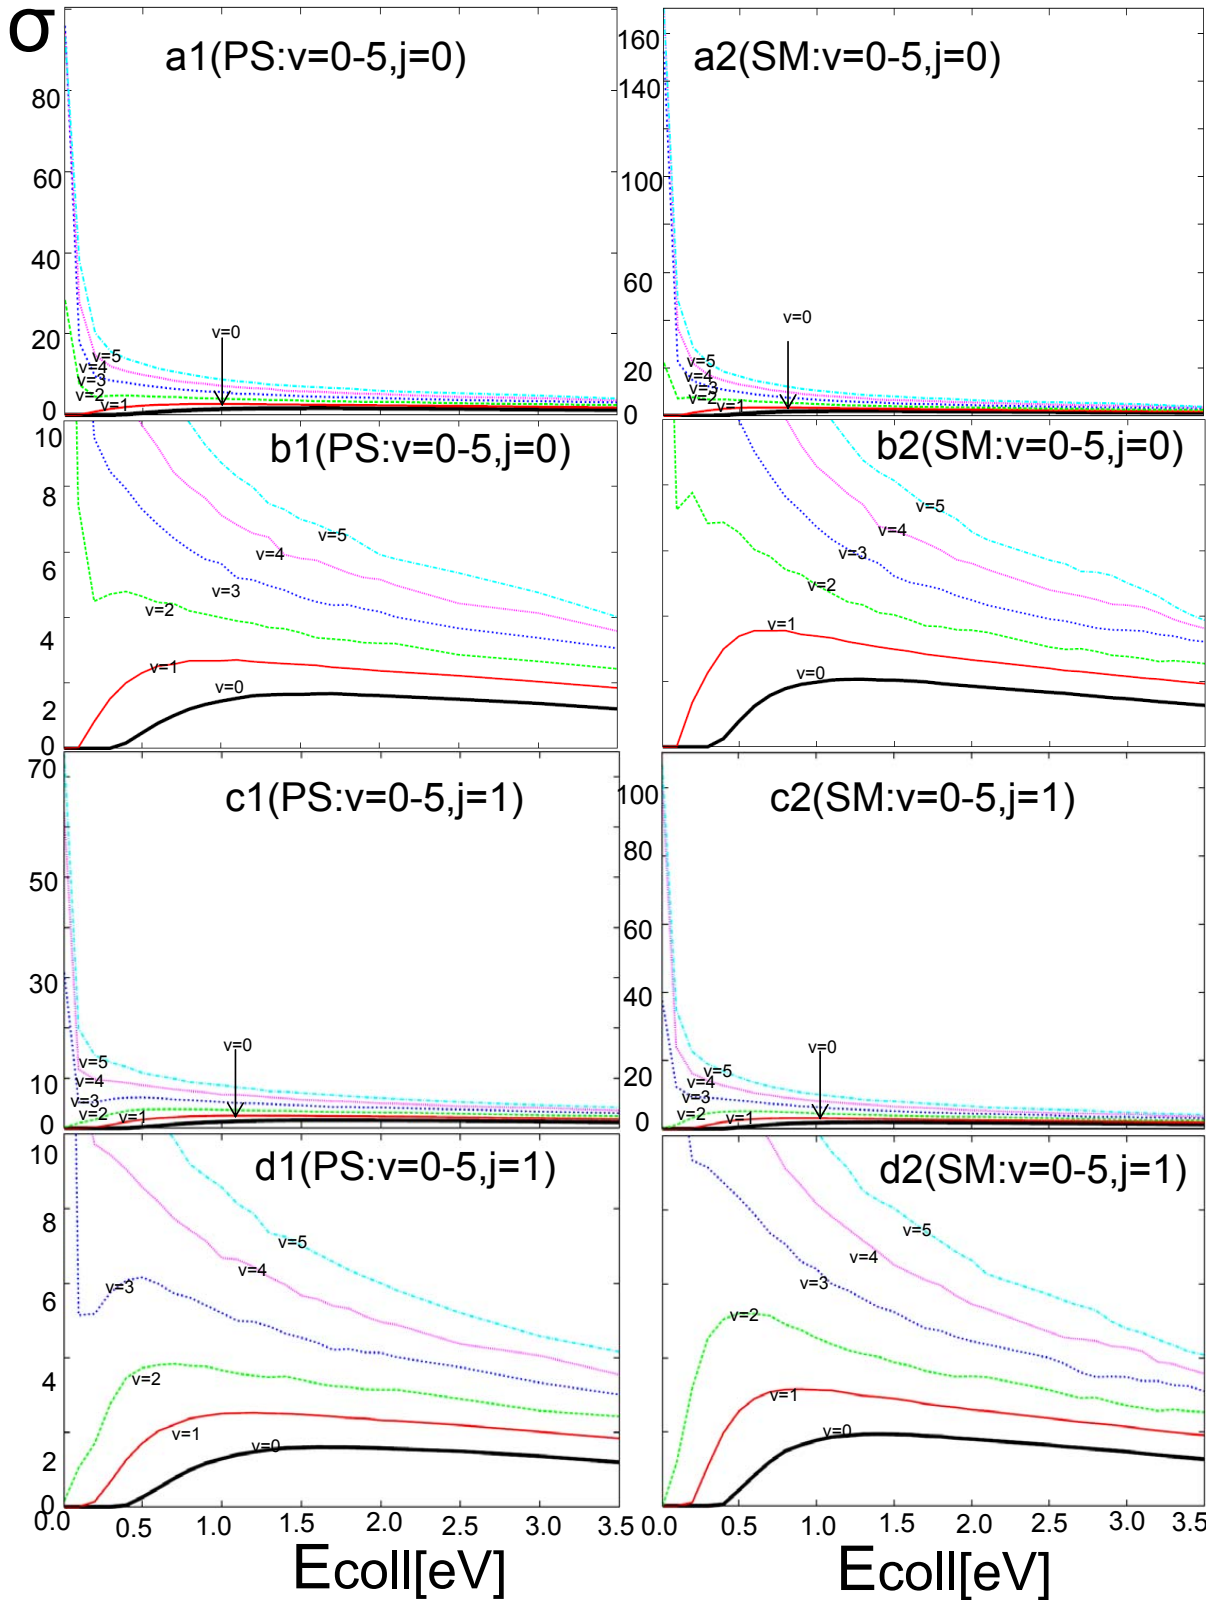 σ
a1(PS:v=0-5,j=0)
80
60
40
20
0
v=0
v=5
v=4
v=3
v=2
v=1
a2(SM:v=0-5,j=0)
160
140
100
60
20
0
v=0
v=5
v=4
v=3
v=2
v=1
b1(PS:v=0-5,j=0)
10
8
6
4
2
0
v=5
v=4
v=3
v=2
v=1
v=0
b2(SM:v=0-5,j=0)
v=5
v=4
v=3
v=2
v=1
v=0
c1(PS:v=0-5,j=1)
70
50
30
10
0
v=0
v=5
v=4
v=3
v=2
v=1
c2(SM:v=0-5,j=1)
100
80
60
40
20
0
v=0
v=5
v=4
v=3
v=2
v=1
d1(PS:v=0-5,j=1)
10
8
6
4
2
0
v=5
v=4
v=3
v=2
v=1
v=0
0.0 0.5 1.0 1.5 2.0 2.5 3.0 3.5
Ecoll[eV]
d2(SM:v=0-5,j=1)
v=5
v=4
v=3
v=2
v=1
v=0
0.0 0.5 1.0 1.5 2.0 2.5 3.0 3.5
Ecoll[eV]